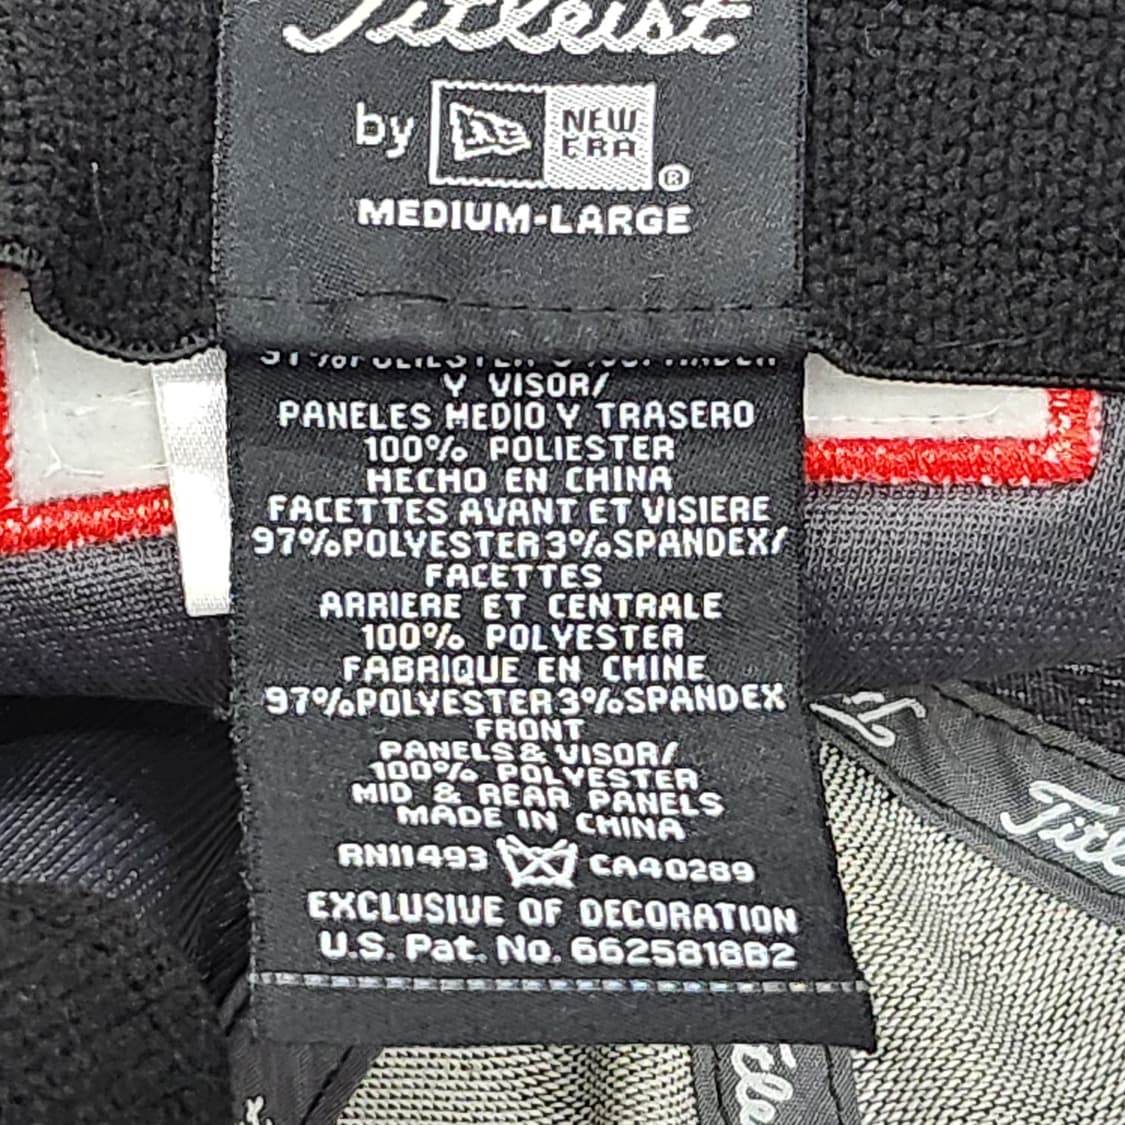 Titleist
by NEW ERA ®
MEDIUM-LARGE
Y VISOR/
PANELES MEDIO Y TRASERO
100% POLIESTER
HECHO EN CHINA
FACETTES AVANT ET VISIERE
97%POLYESTER 3%SPANDEX/
FACETTES
ARRIERE ET CENTRALE
100% POLYESTER
FABRIQUE EN CHINE
97%POLYESTER 3%SPANDEX
FRONT
PANELS & VISOR/
100% POLYESTER
MID & REAR PANELS
MADE IN CHINA
RN11493 CA40289
EXCLUSIVE OF DECORATION
U.S. Pat. No. 6625818B2